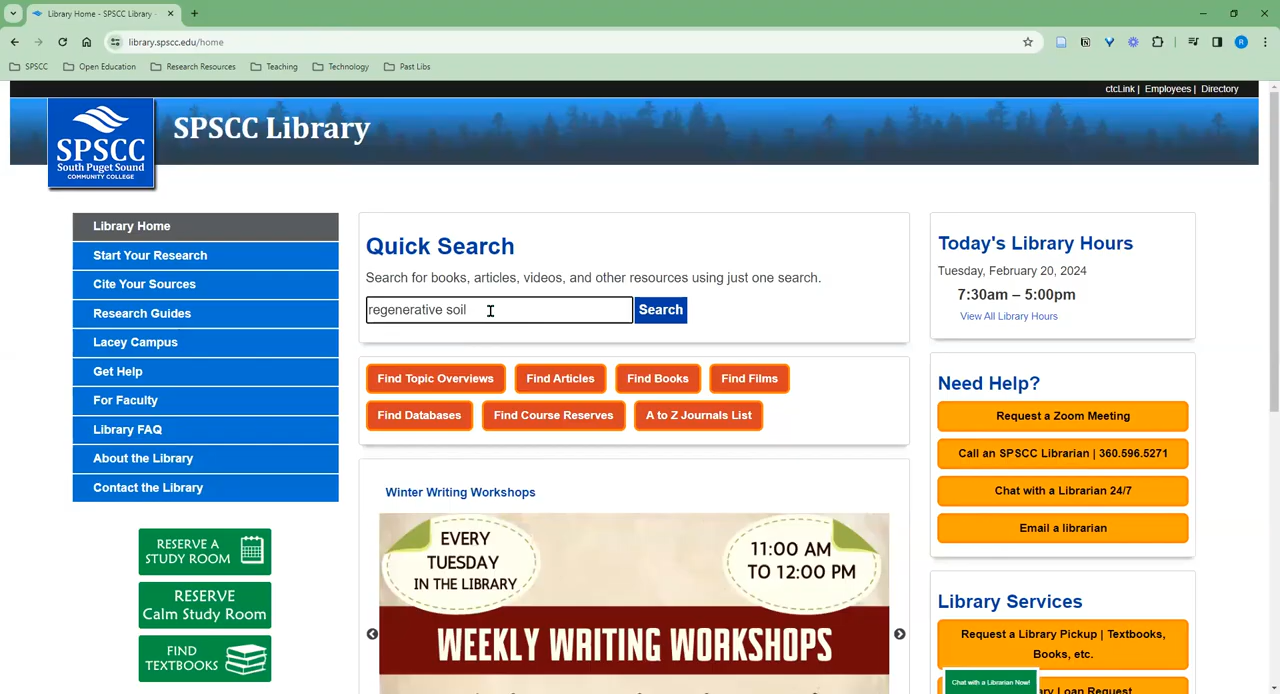 Library Home - SPSCC Library -
library.spscc.edu/home
SPSCC
Open Education
Research Resources
Teaching
Technology
Past Libs
R
ctcLink | Employees | Directory
SPSCC
South Puget Sound
COMMUNITY COLLEGE
SPSCC Library
Library Home
Start Your Research
Cite Your Sources
Research Guides
Lacey Campus
Get Help
For Faculty
Library FAQ
About the Library
Contact the Library
RESERVE A
STUDY ROOM
RESERVE
Calm Study Room
FIND
TEXTBOOKS
Quick Search
Search for books, articles, videos, and other resources using just one search.
regenerative soil
Search
Find Topic Overviews
Find Articles
Find Books
Find Films
Find Databases
Find Course Reserves
A to Z Journals List
Winter Writing Workshops
EVERY
TUESDAY
IN THE LIBRARY
11:00 AM
TO 12:00 PM
WEEKLY WRITING WORKSHOPS
Today's Library Hours
Tuesday, February 20, 2024
7:30am – 5:00pm
View All Library Hours
Need Help?
Request a Zoom Meeting
Call an SPSCC Librarian | 360.596.5271
Chat with a Librarian 24/7
Email a librarian
Library Services
Request a Library Pickup | Textbooks,
Books, etc.
Loan Request
Chat with a Librarian Now!